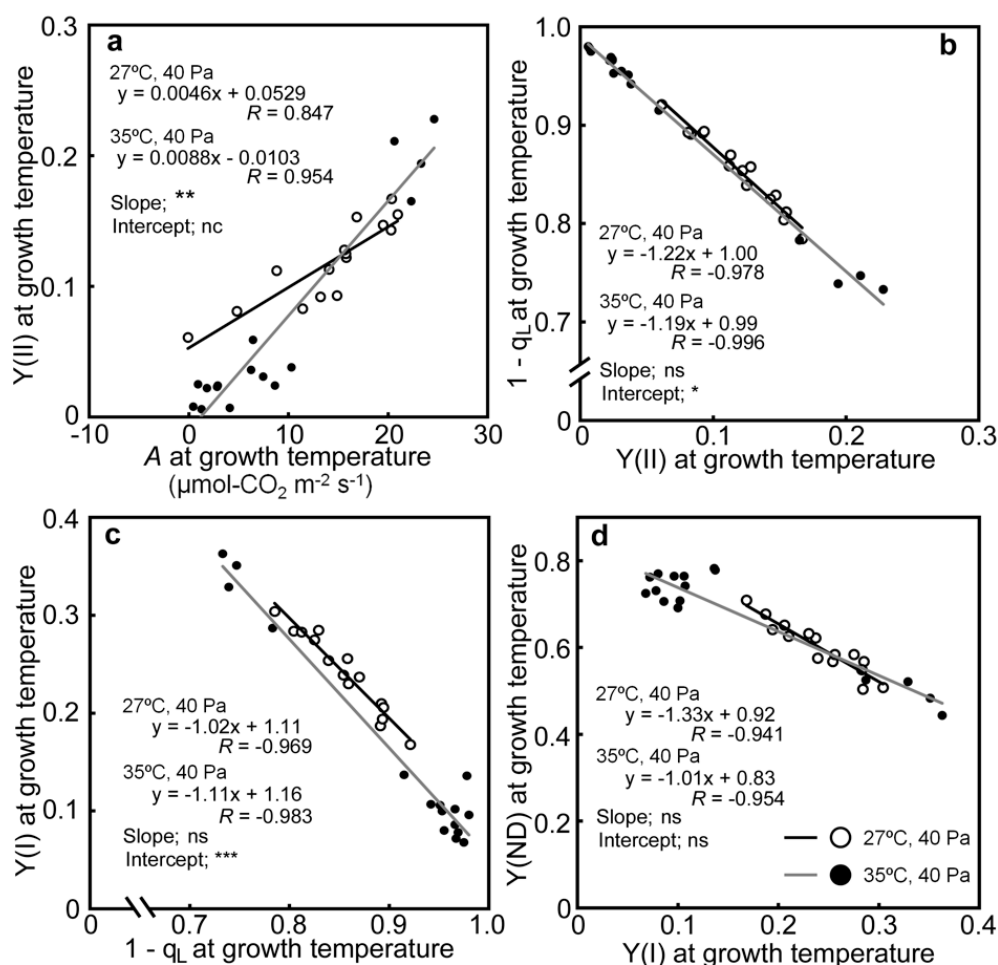 a
0.3
0.2
0.1
0
-10
0
10
20
30
Y(II) at growth temperature
27ºC, 40 Pa
y = 0.0046x + 0.0529
R = 0.847
35ºC, 40 Pa
y = 0.0088x - 0.0103
R = 0.954
Slope; **
Intercept; nc
A at growth temperature
(µmol-CO₂ m⁻² s⁻¹)
b
1.0
0.9
0.8
0.7
0
0
0.1
0.2
0.3
1 - qL at growth temperature
27ºC, 40 Pa
y = -1.22x + 1.00
R = -0.978
35ºC, 40 Pa
y = -1.19x + 0.99
R = -0.996
Slope; ns
Intercept; *
Y(II) at growth temperature
c
0.4
0.3
0.2
0.1
0
0
0.7
0.8
0.9
1.0
Y(I) at growth temperature
27ºC, 40 Pa
y = -1.02x + 1.11
R = -0.969
35ºC, 40 Pa
y = -1.11x + 1.16
R = -0.983
Slope; ns
Intercept; ***
1 - qL at growth temperature
d
0.8
0.6
0.4
0.2
0
0
0.1
0.2
0.3
0.4
Y(ND) at growth temperature
27ºC, 40 Pa
y = -1.33x + 0.92
R = -0.941
35ºC, 40 Pa
y = -1.01x + 0.83
R = -0.954
Slope; ns
Intercept; ns
27ºC, 40 Pa
35ºC, 40 Pa
Y(I) at growth temperature